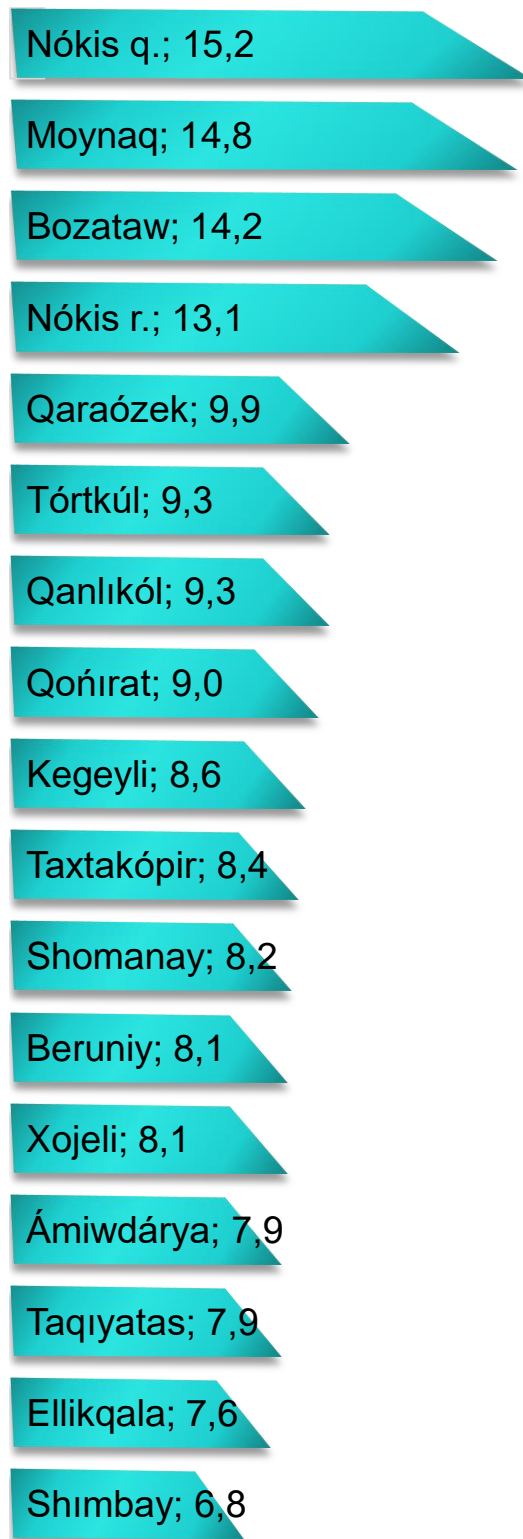 Nókis q.; 15,2
Moynaq; 14,8
Bozataw; 14,2
Nókis r.; 13,1
Qaraózek; 9,9
Tórtkúl; 9,3
Qanlıkól; 9,3
Qońırat; 9,0
Kegeyli; 8,6
Taxtakópir; 8,4
Shomanay; 8,2
Beruniy; 8,1
Xojeli; 8,1
Ámiwdárya; 7,9
Taqıyatas; 7,9
Ellikqala; 7,6
Shımbay; 6,8